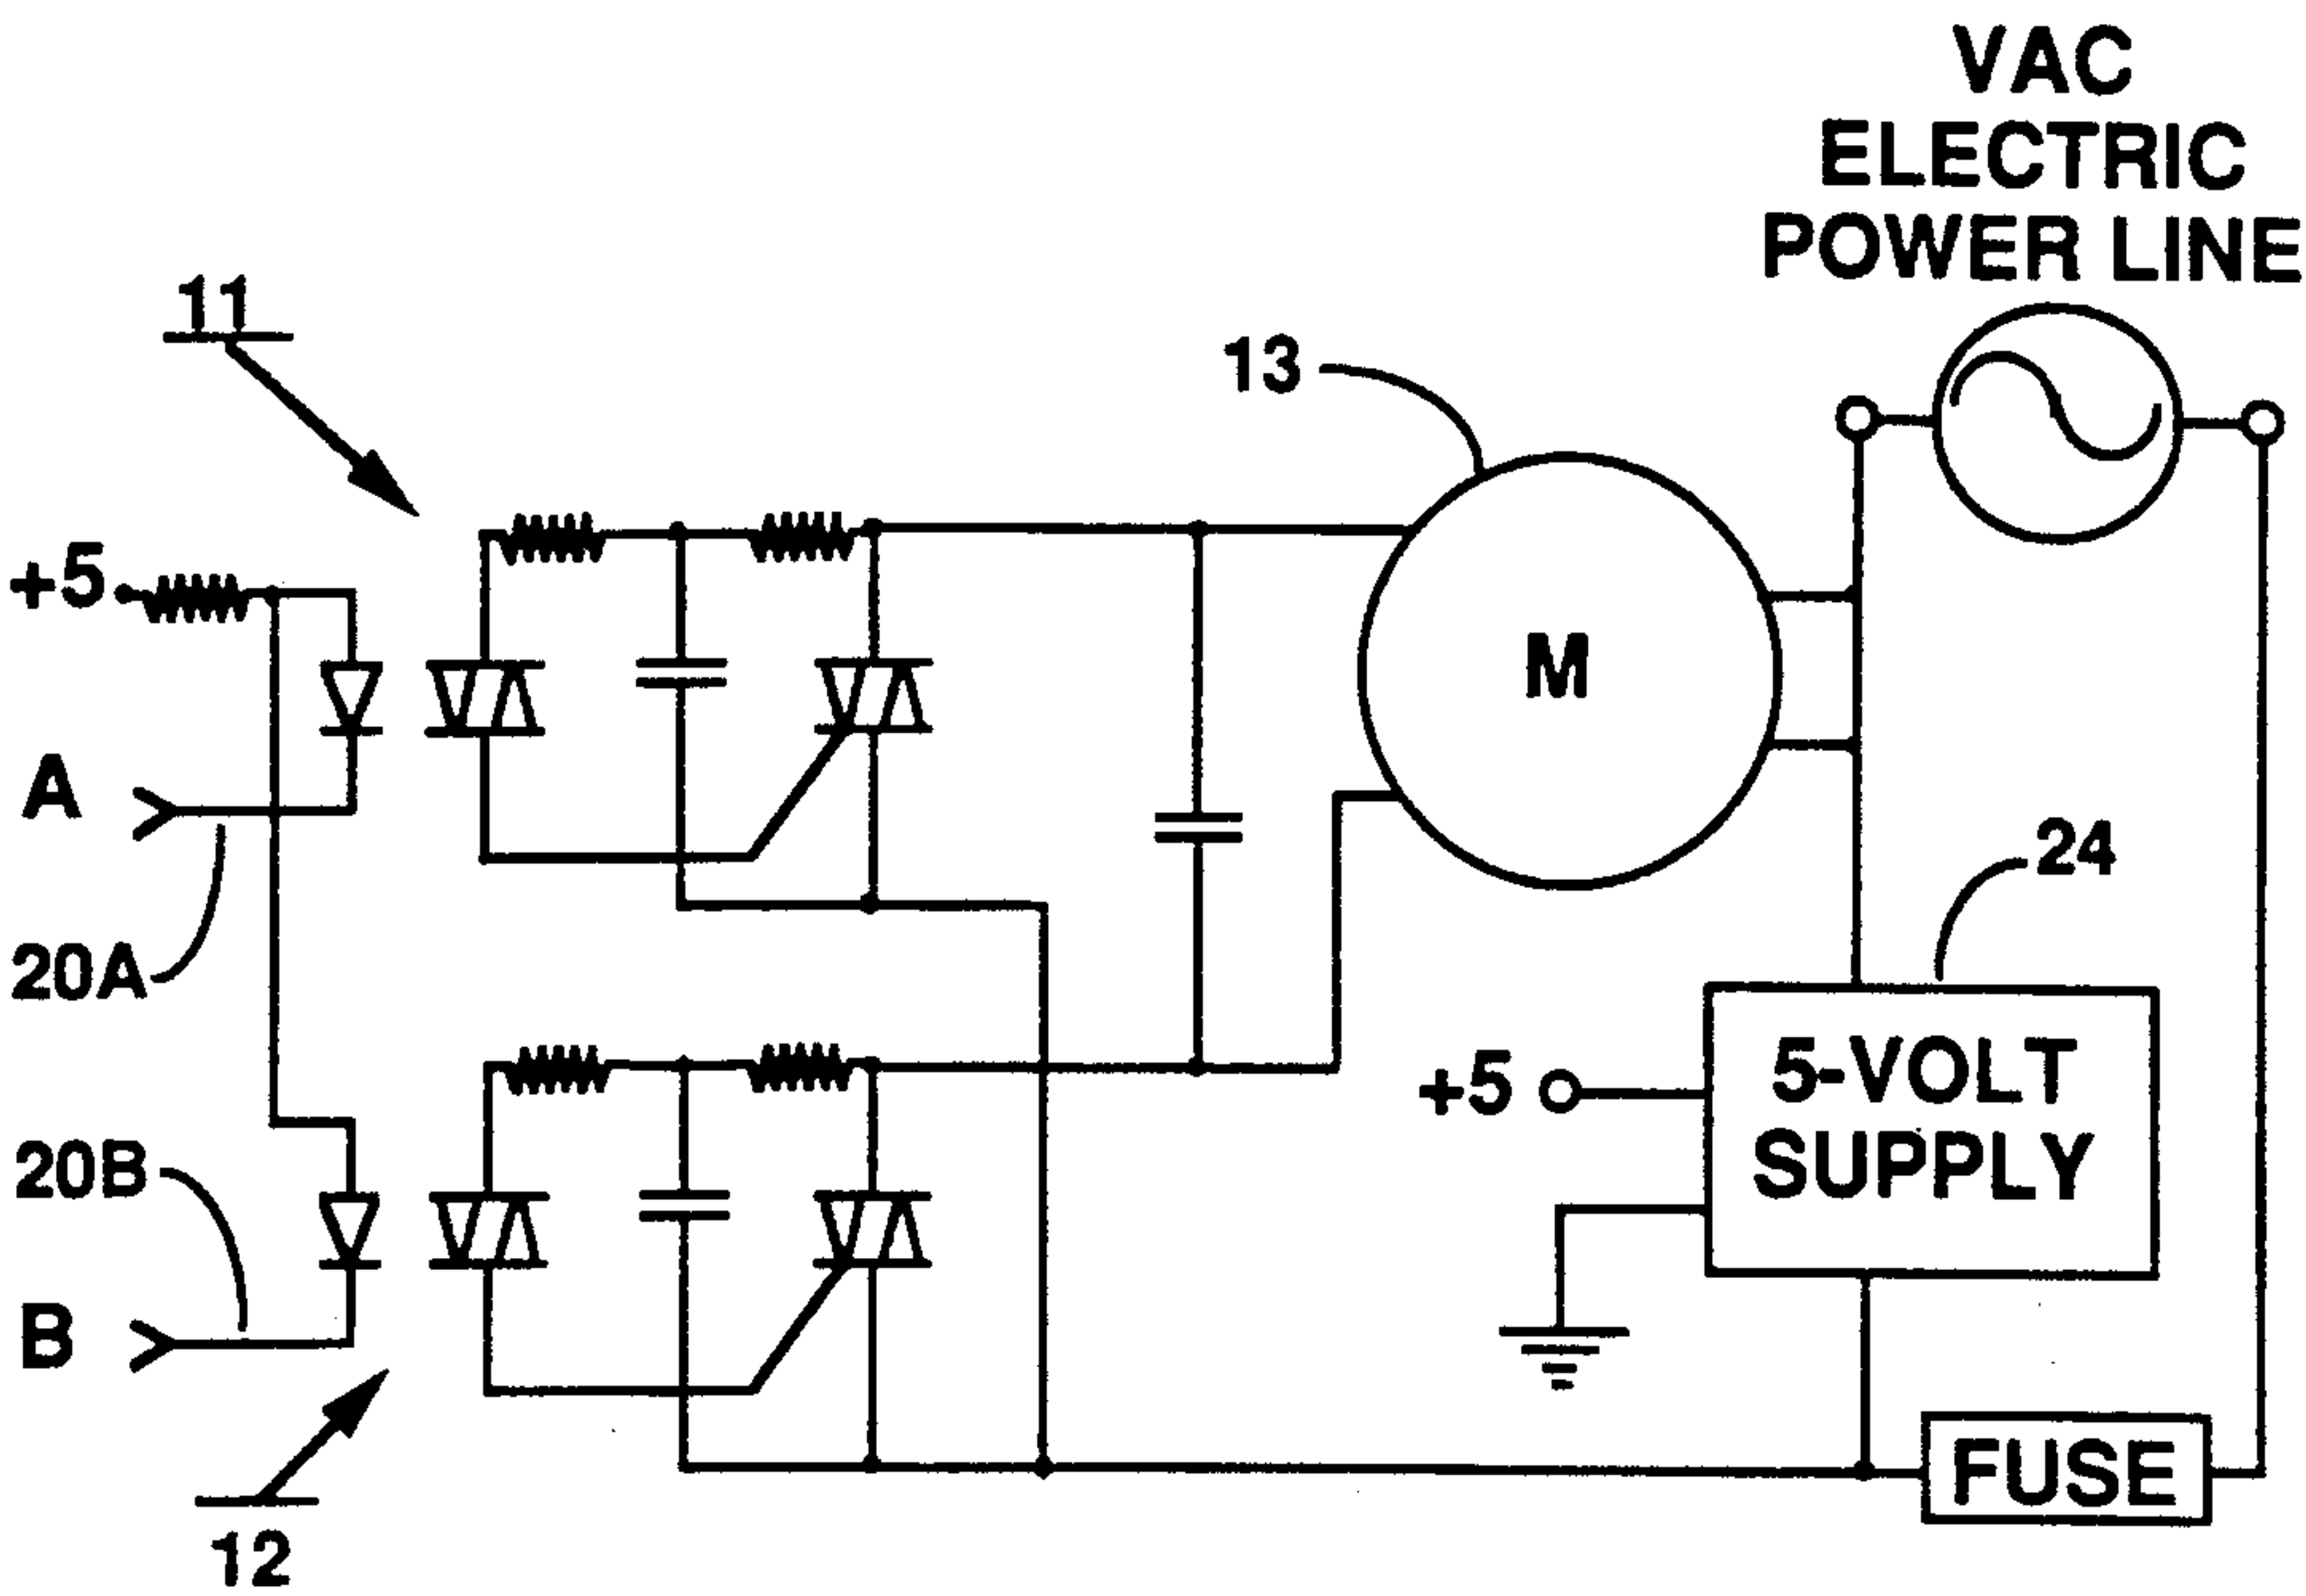 VAC
ELECTRIC
POWER LINE
11
13
+5
M
A
24
20A
5-VOLT
SUPPLY
+5
20B
B
FUSE
12